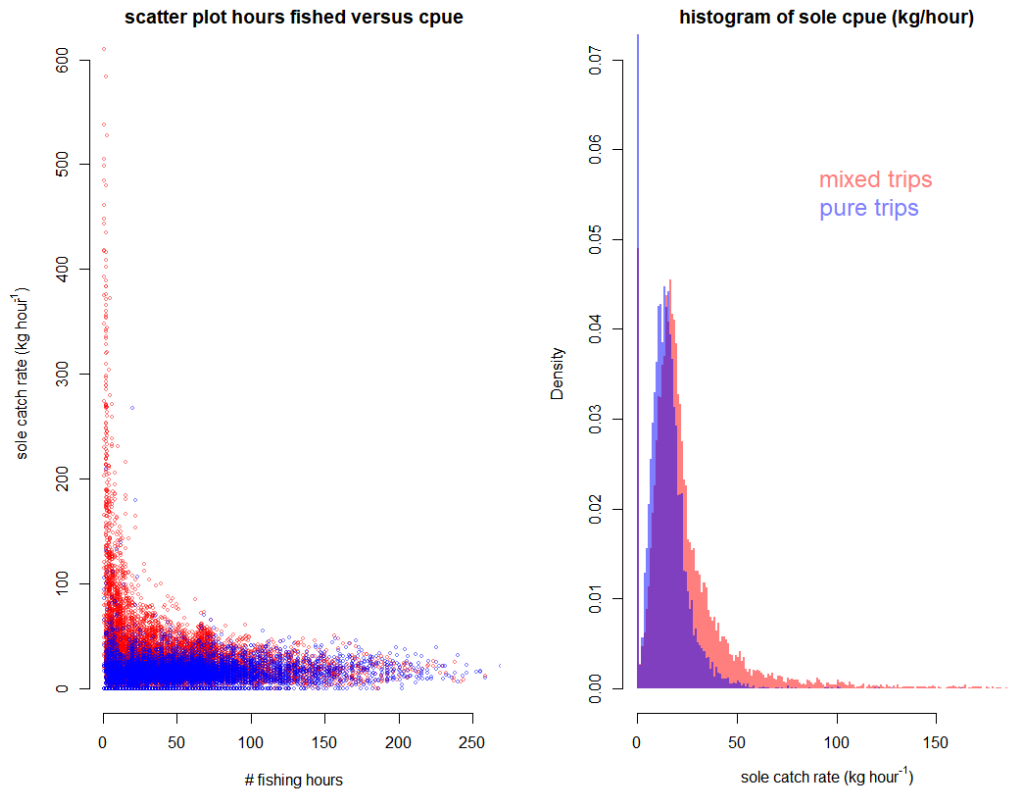 scatter plot hours fished versus cpue
600
500
400
300
200
100
0
sole catch rate (kg hour-1)
0 50 100 150 200 250
# fishing hours
histogram of sole cpue (kg/hour)
0.07
0.06
0.05
0.04
0.03
0.02
0.01
0.00
Density
mixed trips
pure trips
0 50 100 150
sole catch rate (kg hour-1)